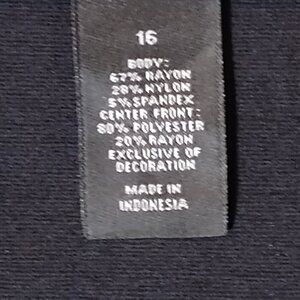 16
BODY:
67% RAYON
28% NYLON
5% SPANDEX
CENTER FRONT:
80% POLYESTER
20% RAYON
EXCLUSIVE OF
DECORATION
MADE IN
INDONESIA